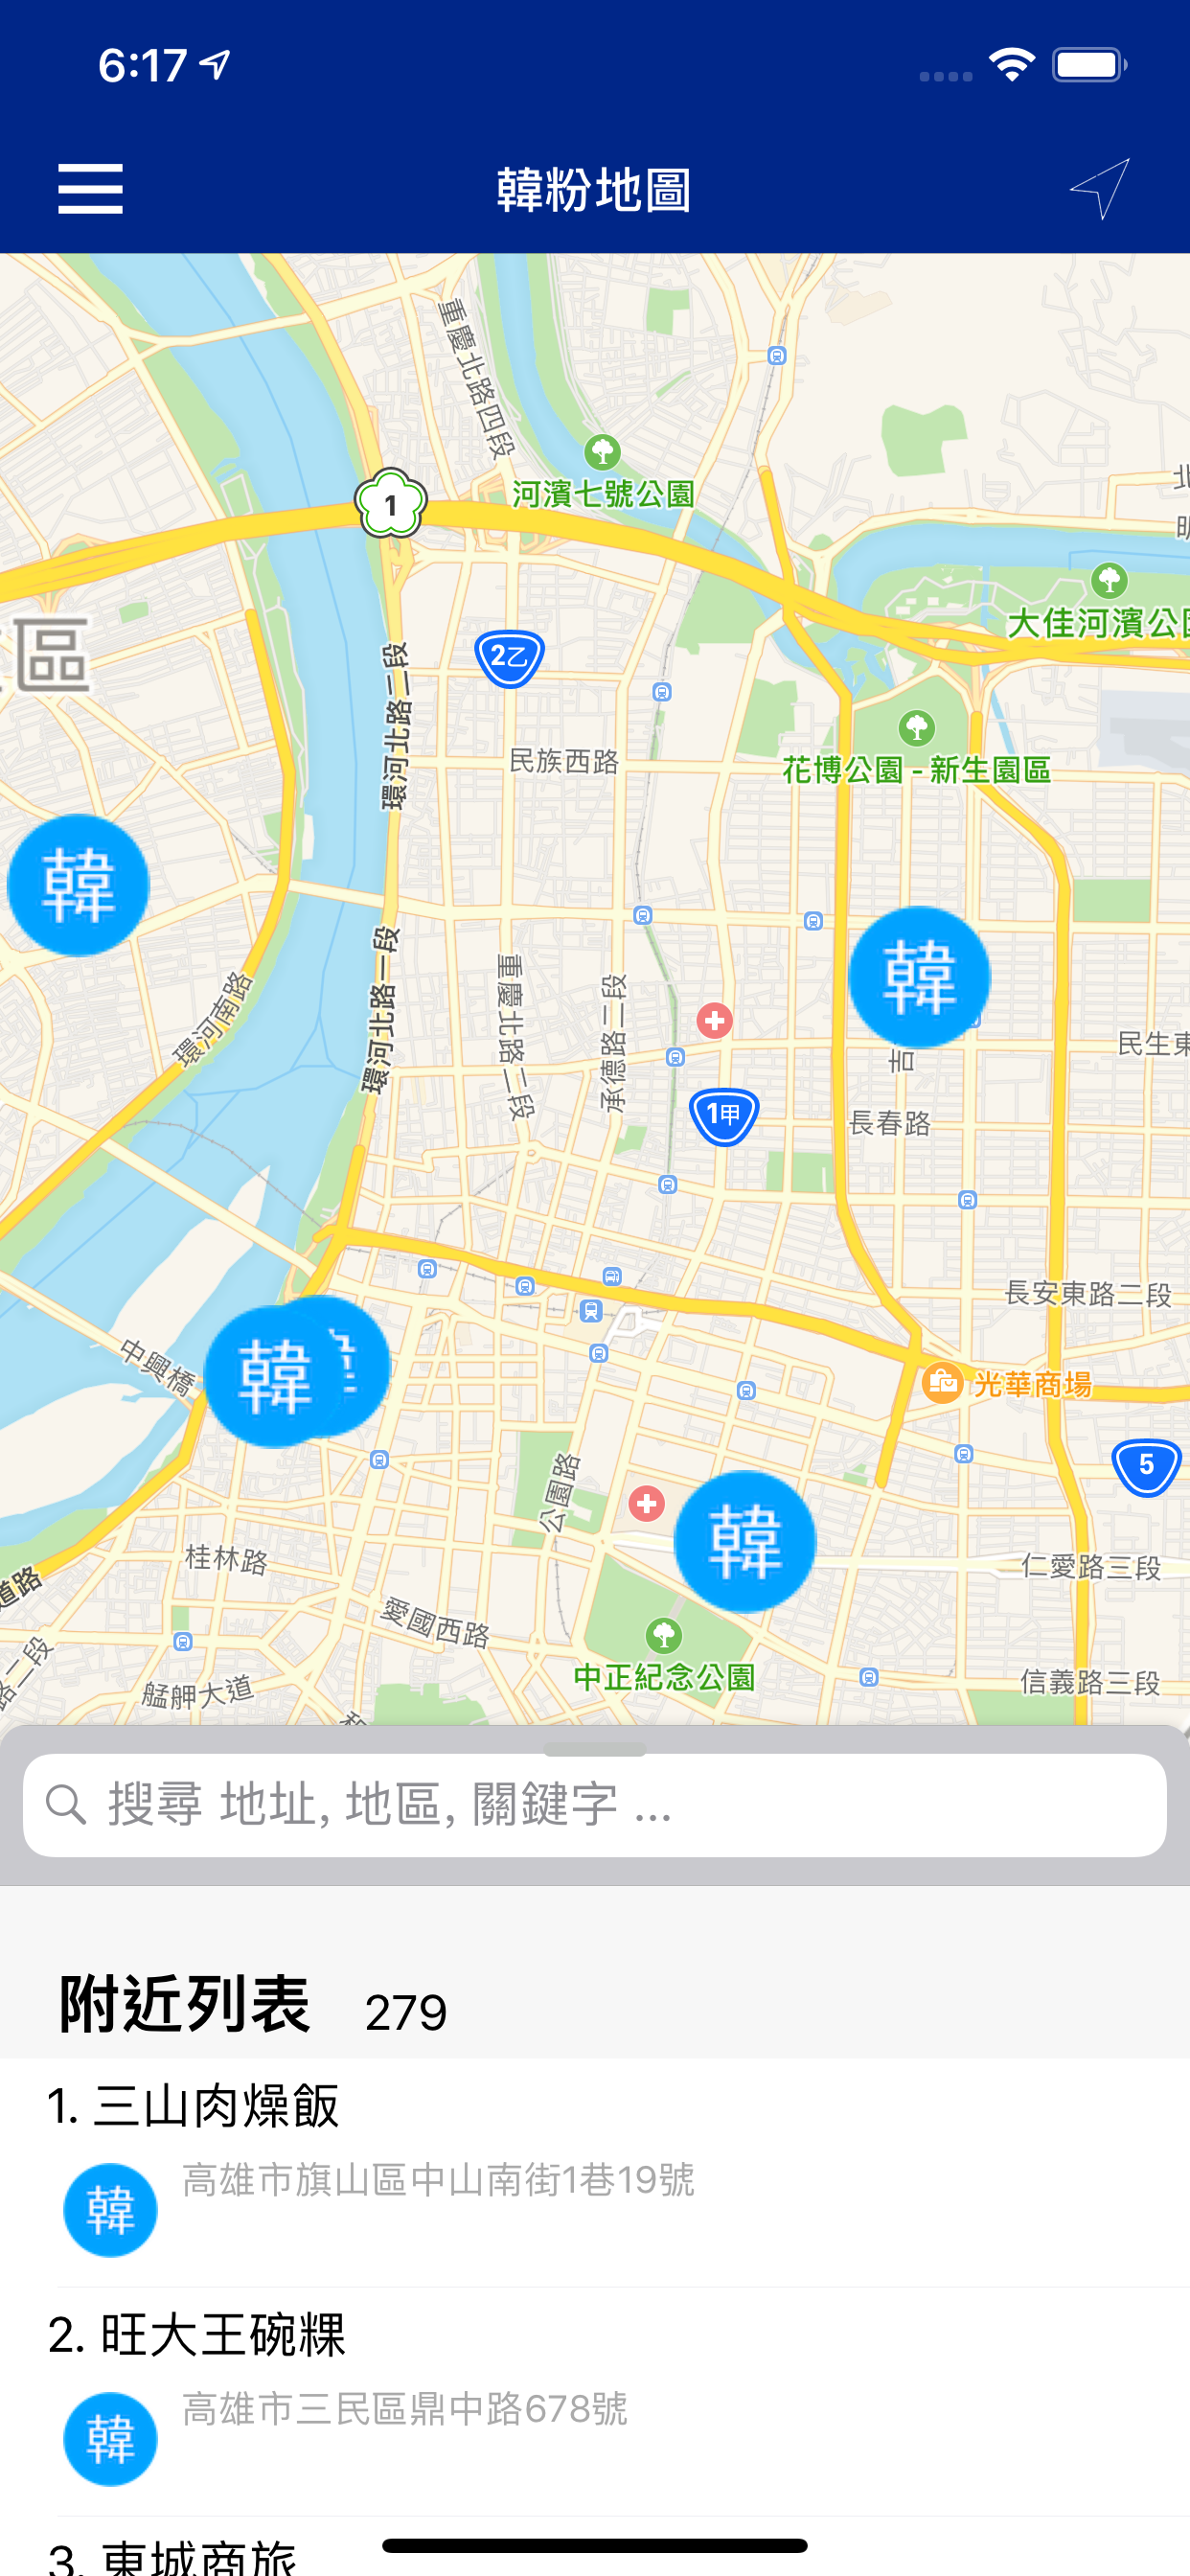 6:17
韓粉地圖
重慶北路四段
河濱七號公園
1
大佳河濱公
區
2乙
環河北路二段
民族西路
花博公園 - 新生園區
韓
韓
環河南路
環河北路一段
重慶北路二段
承德路二段
民生東
吉
1甲
長春路
長安東路二段
中興橋
韓
光華商場
5
公園路
韓
桂林路
仁愛路三段
道路
愛國西路
中正紀念公園
艋舺大道
信義路三段
二段
搜尋 地址, 地區, 關鍵字 ...
附近列表 279
1. 三山肉燥飯
韓 高雄市旗山區中山南街1巷19號
2. 旺大王碗粿
韓 高雄市三民區鼎中路678號
3. 東城商旅